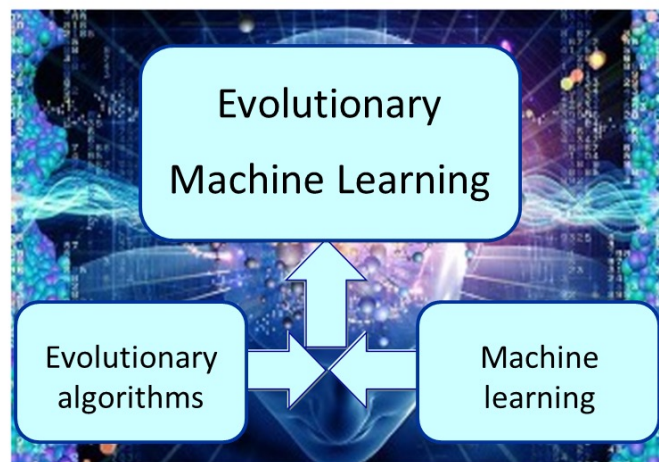 Evolutionary
Machine Learning
Evolutionary
algorithms
Machine
learning